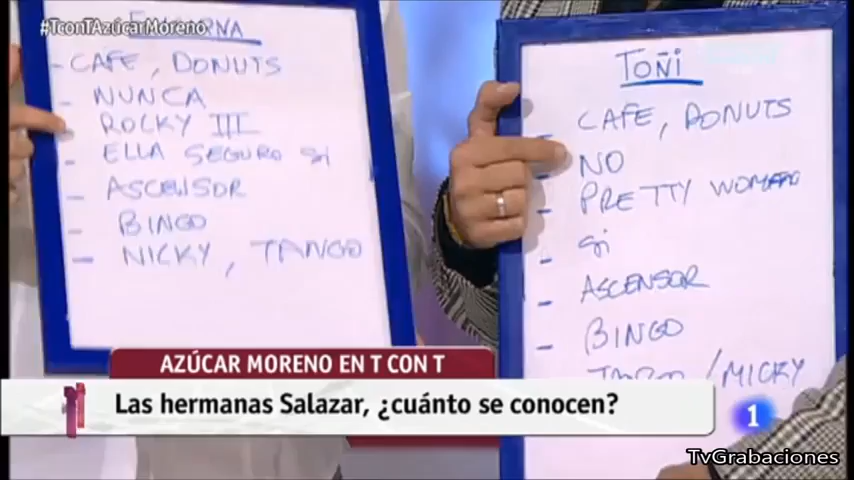 #TconTAzúcarMoreno
- CAFE, DONUTS
- NUNCA
ROCKY III
- ELLA SEGURO SI
- ASCENSOR
- BINGO
- NICKY, TANGO
TOÑI
- CAFE, DONUTS
- NO
- PRETTY WOMAN
- Si
- ASCENSOR
- BINGO
TANGO / MICKY
AZÚCAR MORENO EN T CON T
Las hermanas Salazar, ¿cuánto se conocen?
1
TvGrabaciones